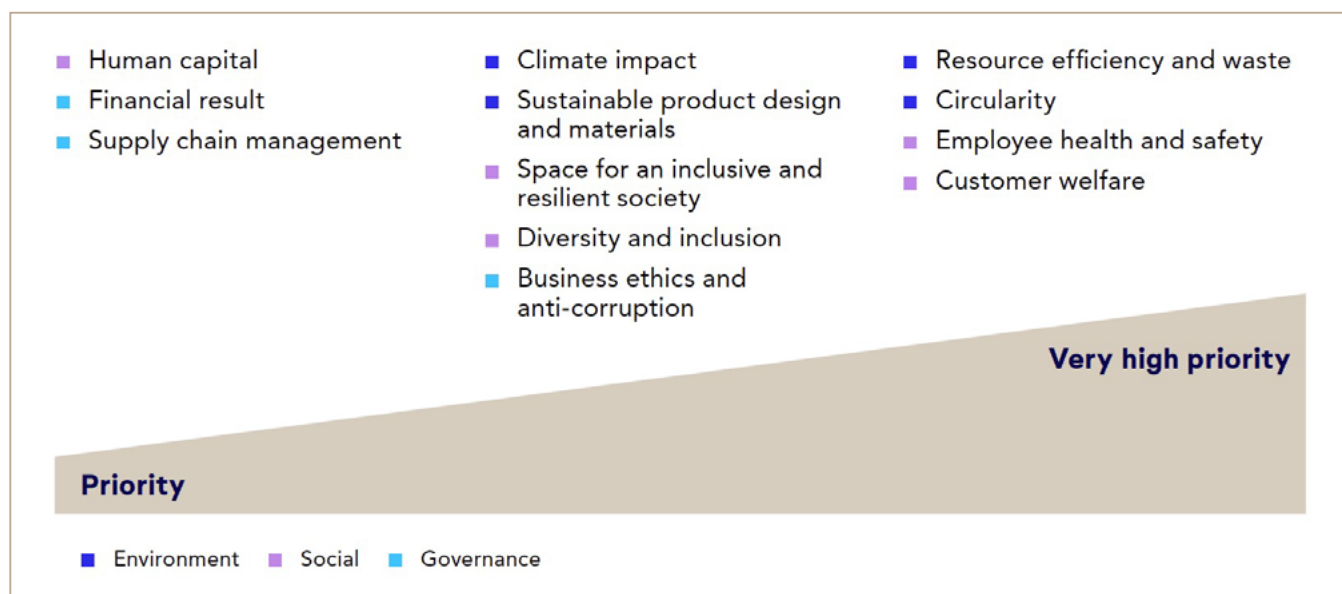 Human capital
Financial result
Supply chain management
Climate impact
Sustainable product design
and materials
Space for an inclusive and
resilient society
Diversity and inclusion
Business ethics and
anti-corruption
Resource efficiency and waste
Circularity
Employee health and safety
Customer welfare
Very high priority
Priority
Environment
Social
Governance